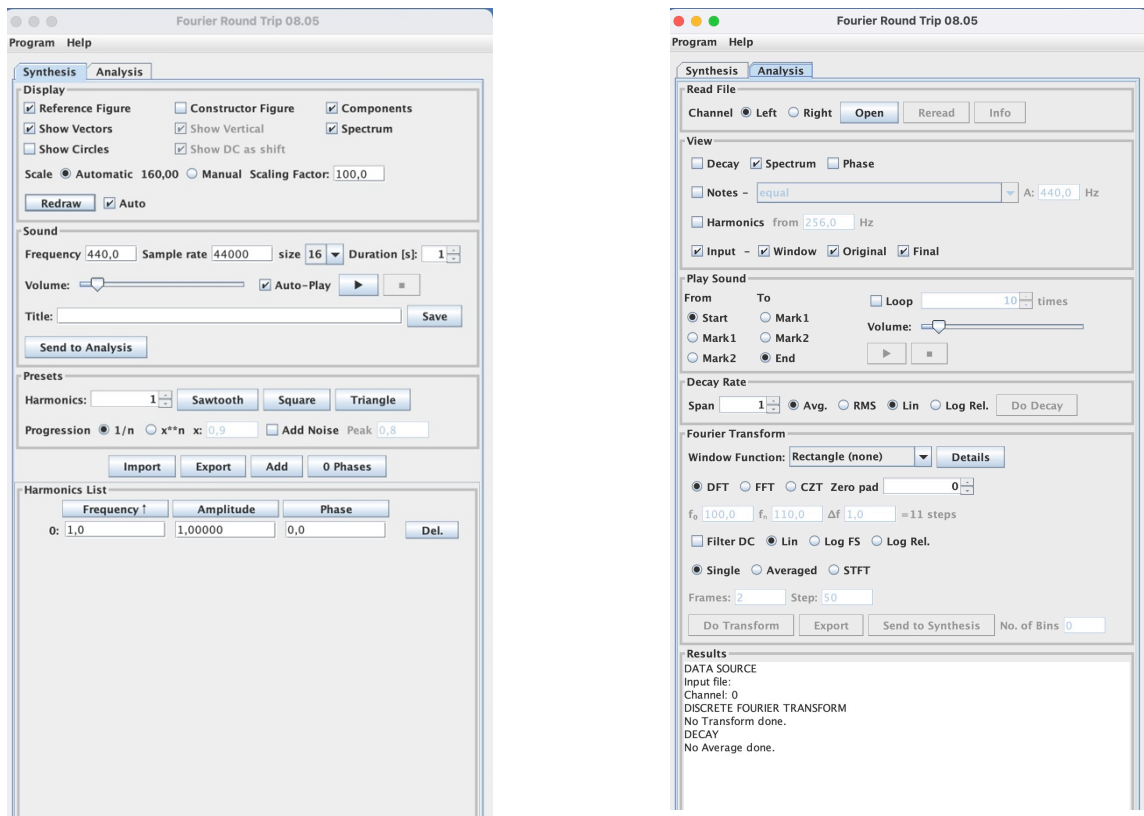 Fourier Round Trip 08.05
Program Help
Synthesis Analysis
Display
Reference Figure Constructor Figure Components
Show Vectors Show Vertical Spectrum
Show Circles Show DC as shift
Scale Automatic 160,00 Manual Scaling Factor: 100,0
Redraw Auto
Sound
Frequency 440,0 Sample rate 44000 size 16 Duration [s]: 1
Volume: Auto-Play
Title: Save
Send to Analysis
Presets
Harmonics: 1 Sawtooth Square Triangle
Progression 1/n x**n x: 0,9 Add Noise Peak 0,8
Import Export Add 0 Phases
Harmonics List
Frequency ↑ Amplitude Phase
0: 1,0 1,00000 0,0 Del.
Fourier Round Trip 08.05
Program Help
Synthesis Analysis
Read File
Channel Left Right Open Reread Info
View
Decay Spectrum Phase
Notes - equal A: 440,0 Hz
Harmonics from 256,0 Hz
Input - Window Original Final
Play Sound
From To Loop 10 times
Start Mark1 Volume:
Mark1 Mark2
Mark2 End
Decay Rate
Span 1 Avg. RMS Lin Log Rel. Do Decay
Fourier Transform
Window Function: Rectangle (none) Details
DFT FFT CZT Zero pad 0
f₀ 100,0 fₙ 110,0 Δf 1,0 =11 steps
Filter DC Lin Log FS Log Rel.
Single Averaged STFT
Frames: 2 Step: 50
Do Transform Export Send to Synthesis No. of Bins 0
Results
DATA SOURCE
Input file:
Channel: 0
DISCRETE FOURIER TRANSFORM
No Transform done.
DECAY
No Average done.